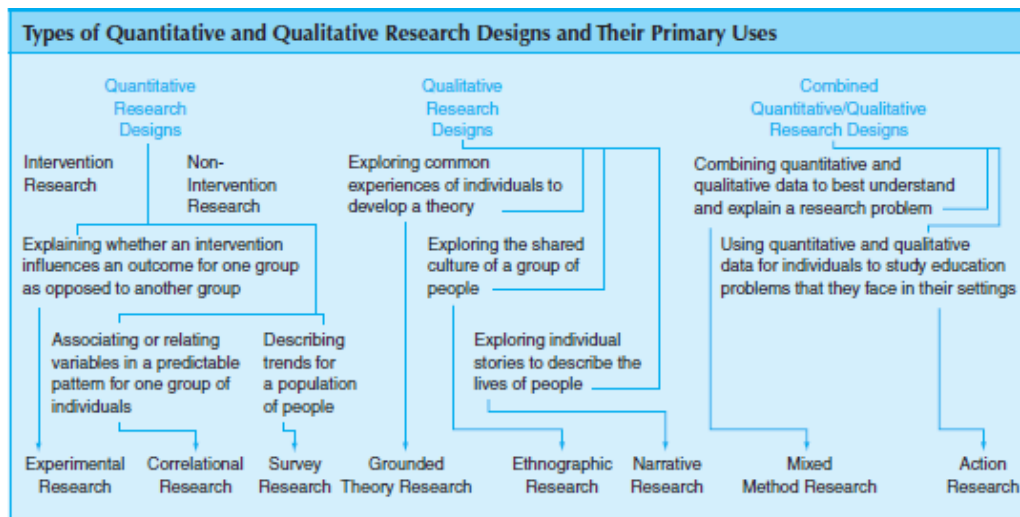 Types of Quantitative and Qualitative Research Designs and Their Primary Uses
Quantitative
Research
Designs
Intervention
Research
Non-
Intervention
Research
Explaining whether an intervention
influences an outcome for one group
as opposed to another group
Associating or relating
variables in a predictable
pattern for one group of
individuals
Describing
trends for
a population
of people
Experimental
Research
Correlational
Research
Survey
Research
Qualitative
Research
Designs
Exploring common
experiences of individuals to
develop a theory
Exploring the shared
culture of a group of
people
Exploring individual
stories to describe the
lives of people
Grounded
Theory Research
Ethnographic
Research
Narrative
Research
Combined
Quantitative/Qualitative
Research Designs
Combining quantitative and
qualitative data to best understand
and explain a research problem
Using quantitative and qualitative
data for individuals to study education
problems that they face in their settings
Mixed
Method Research
Action
Research